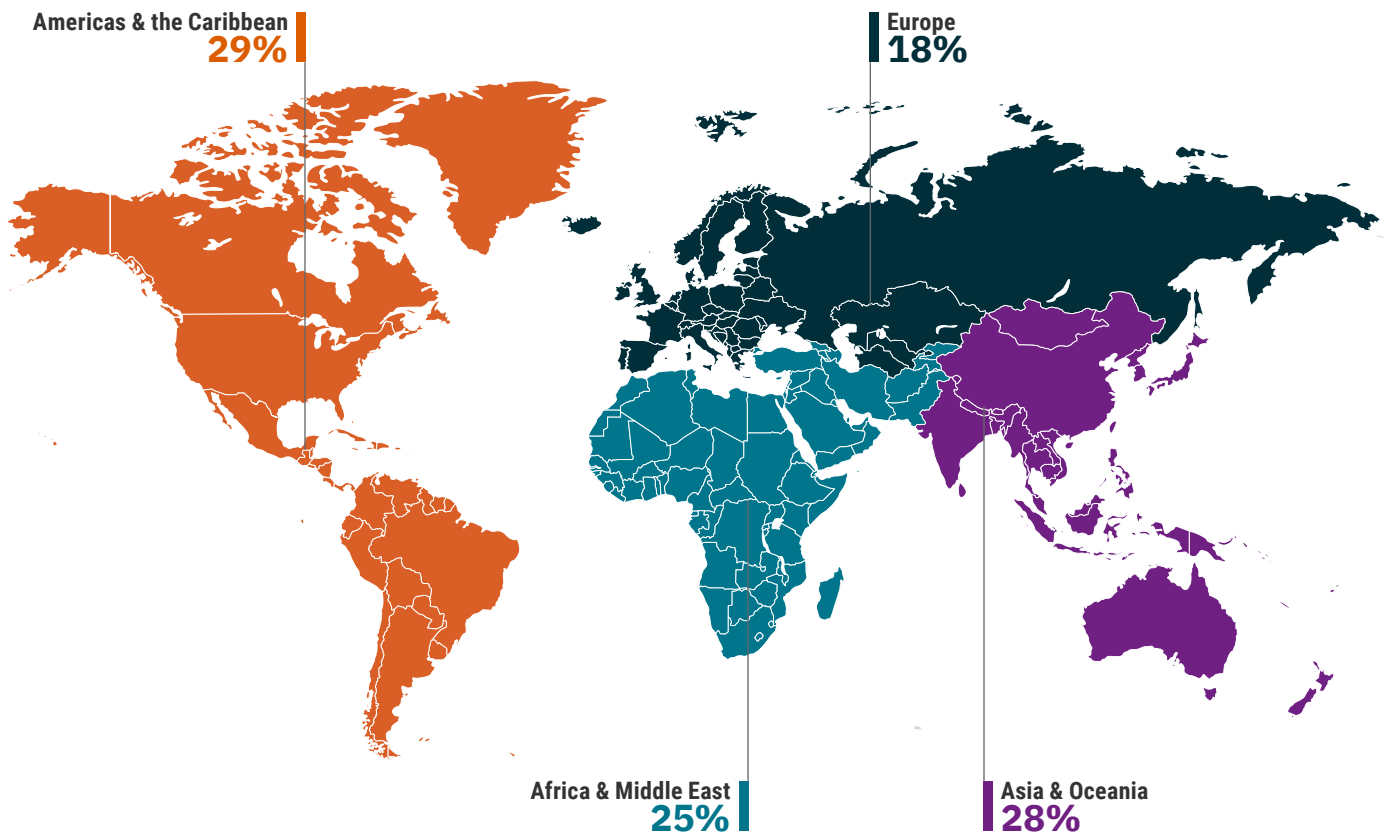 Americas & the Caribbean
29%
Europe
18%
Africa & Middle East
25%
Asia & Oceania
28%